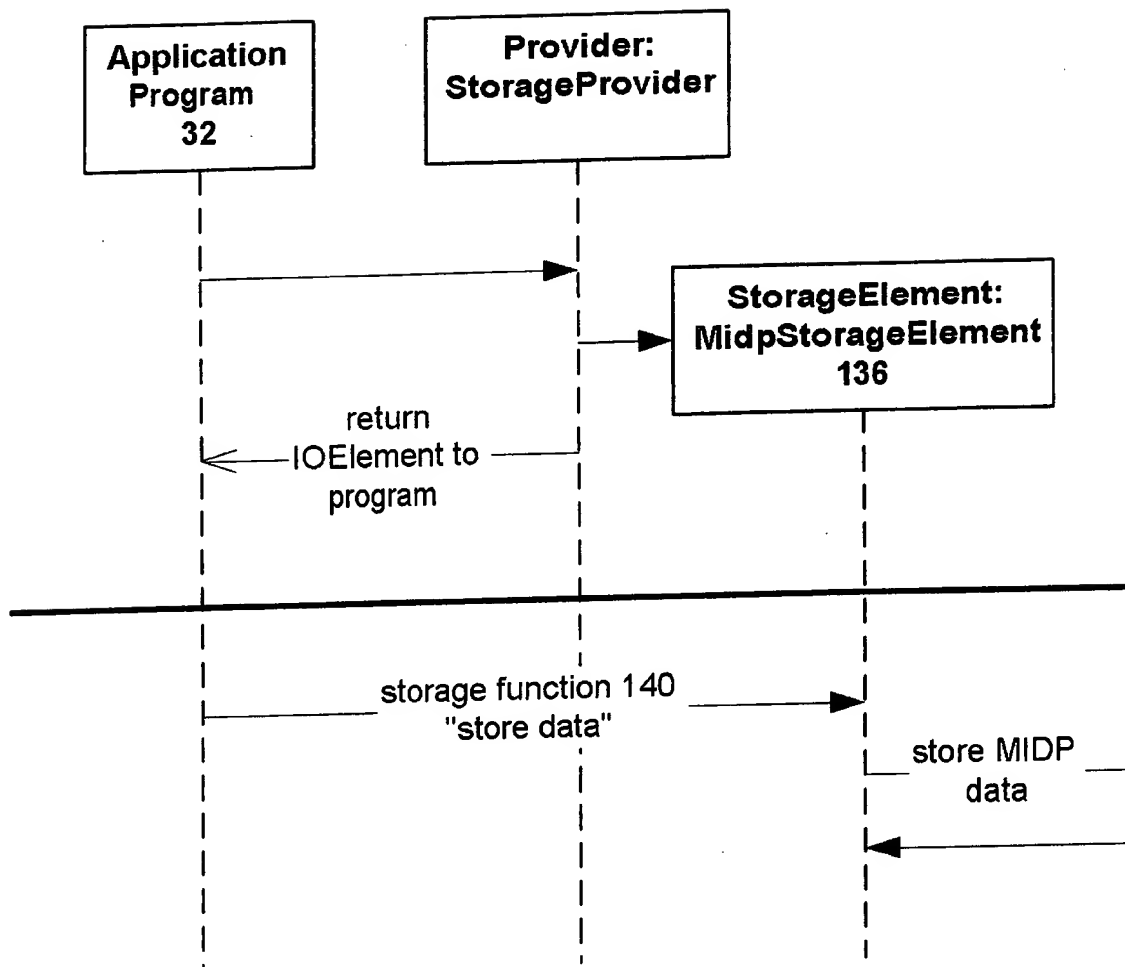 Application
Program
32
Provider:
StorageProvider
StorageElement:
MidpStorageElement
136
return
IOElement to
program
storage function 140
"store data"
store MIDP
data